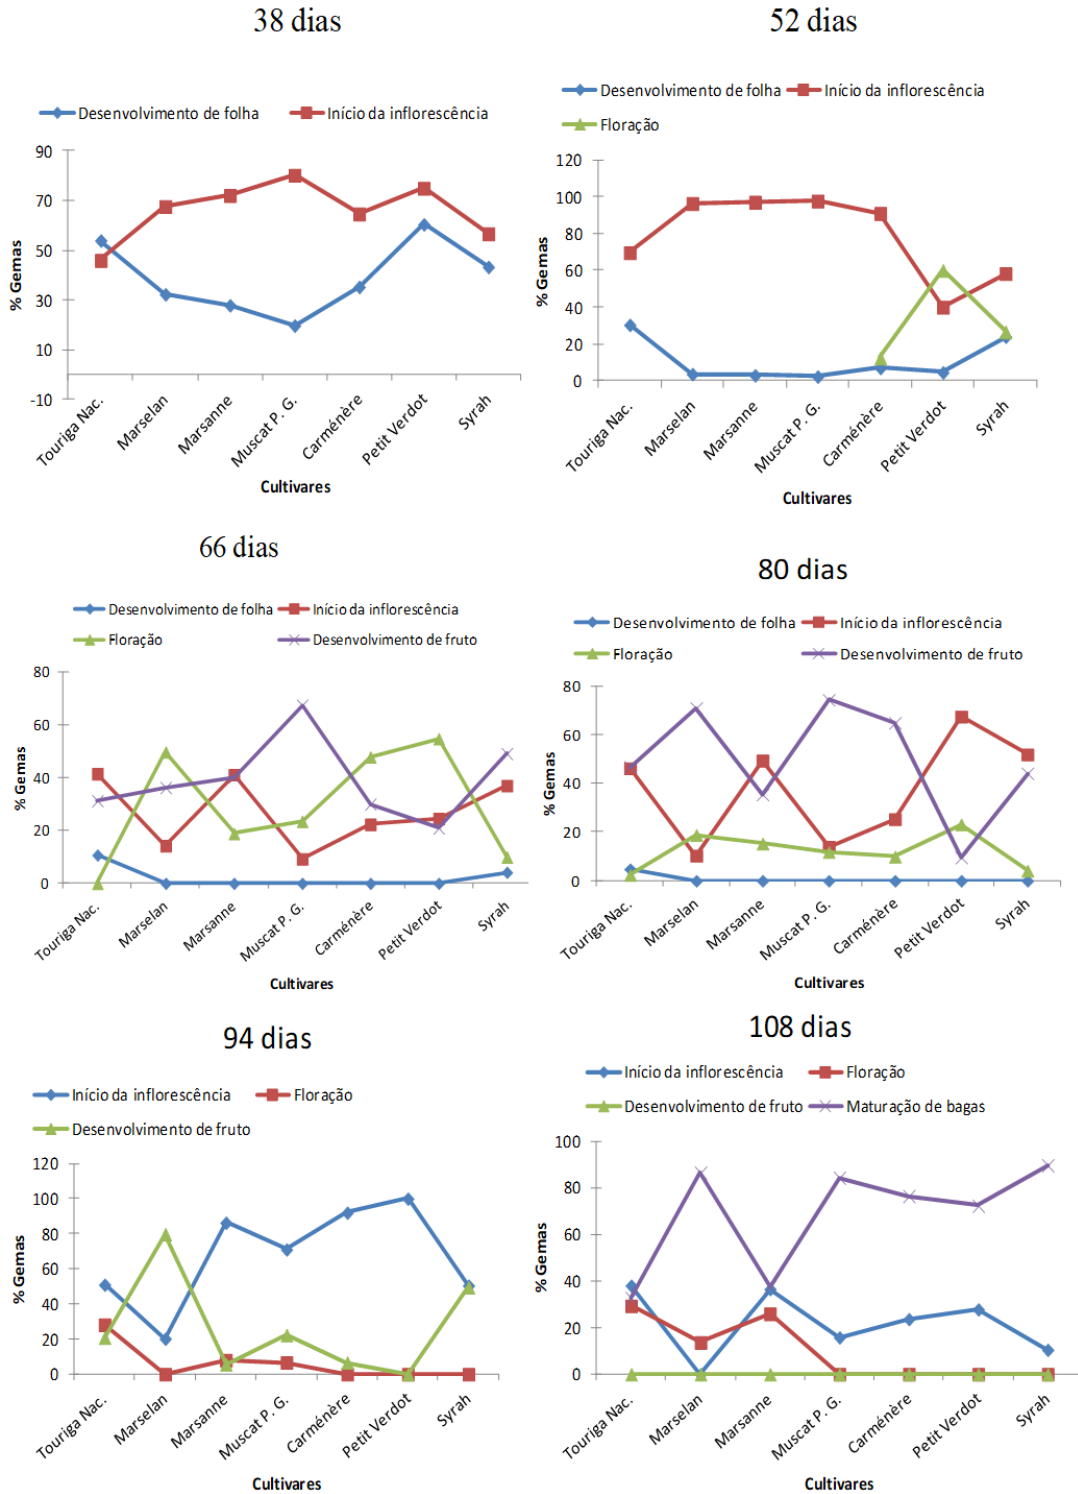 38 dias
Desenvolvimento de folha Início da inflorescência
90
70
50
30
10
-10
% Gemas
Touriga Nac. Marselan Marsanne Muscat P. G. Carménère Petit Verdot Syrah
Cultivares
52 dias
Desenvolvimento de folha Início da inflorescência
Floração
120
100
80
60
40
20
0
% Gemas
Touriga Nac. Marselan Marsanne Muscat P. G. Carménère Petit Verdot Syrah
Cultivares
66 dias
Desenvolvimento de folha Início da inflorescência
Floração Desenvolvimento de fruto
80
60
40
20
0
% Gemas
Touriga Nac. Marselan Marsanne Muscat P. G. Carménère Petit Verdot Syrah
Cultivares
80 dias
Desenvolvimento de folha Início da inflorescência
Floração Desenvolvimento de fruto
80
60
40
20
0
% Gemas
Touriga Nac. Marselan Marsanne Muscat P. G. Carménère Petit Verdot Syrah
Cultivares
94 dias
Início da inflorescência Floração
Desenvolvimento de fruto
120
100
80
60
40
20
0
% Gemas
Touriga Nac. Marselan Marsanne Muscat P. G. Carménère Petit Verdot Syrah
Cultivares
108 dias
Início da inflorescência Floração
Desenvolvimento de fruto Maturação de bagas
100
80
60
40
20
0
% Gemas
Touriga Nac. Marselan Marsanne Muscat P. G. Carménère Petit Verdot Syrah
Cultivares